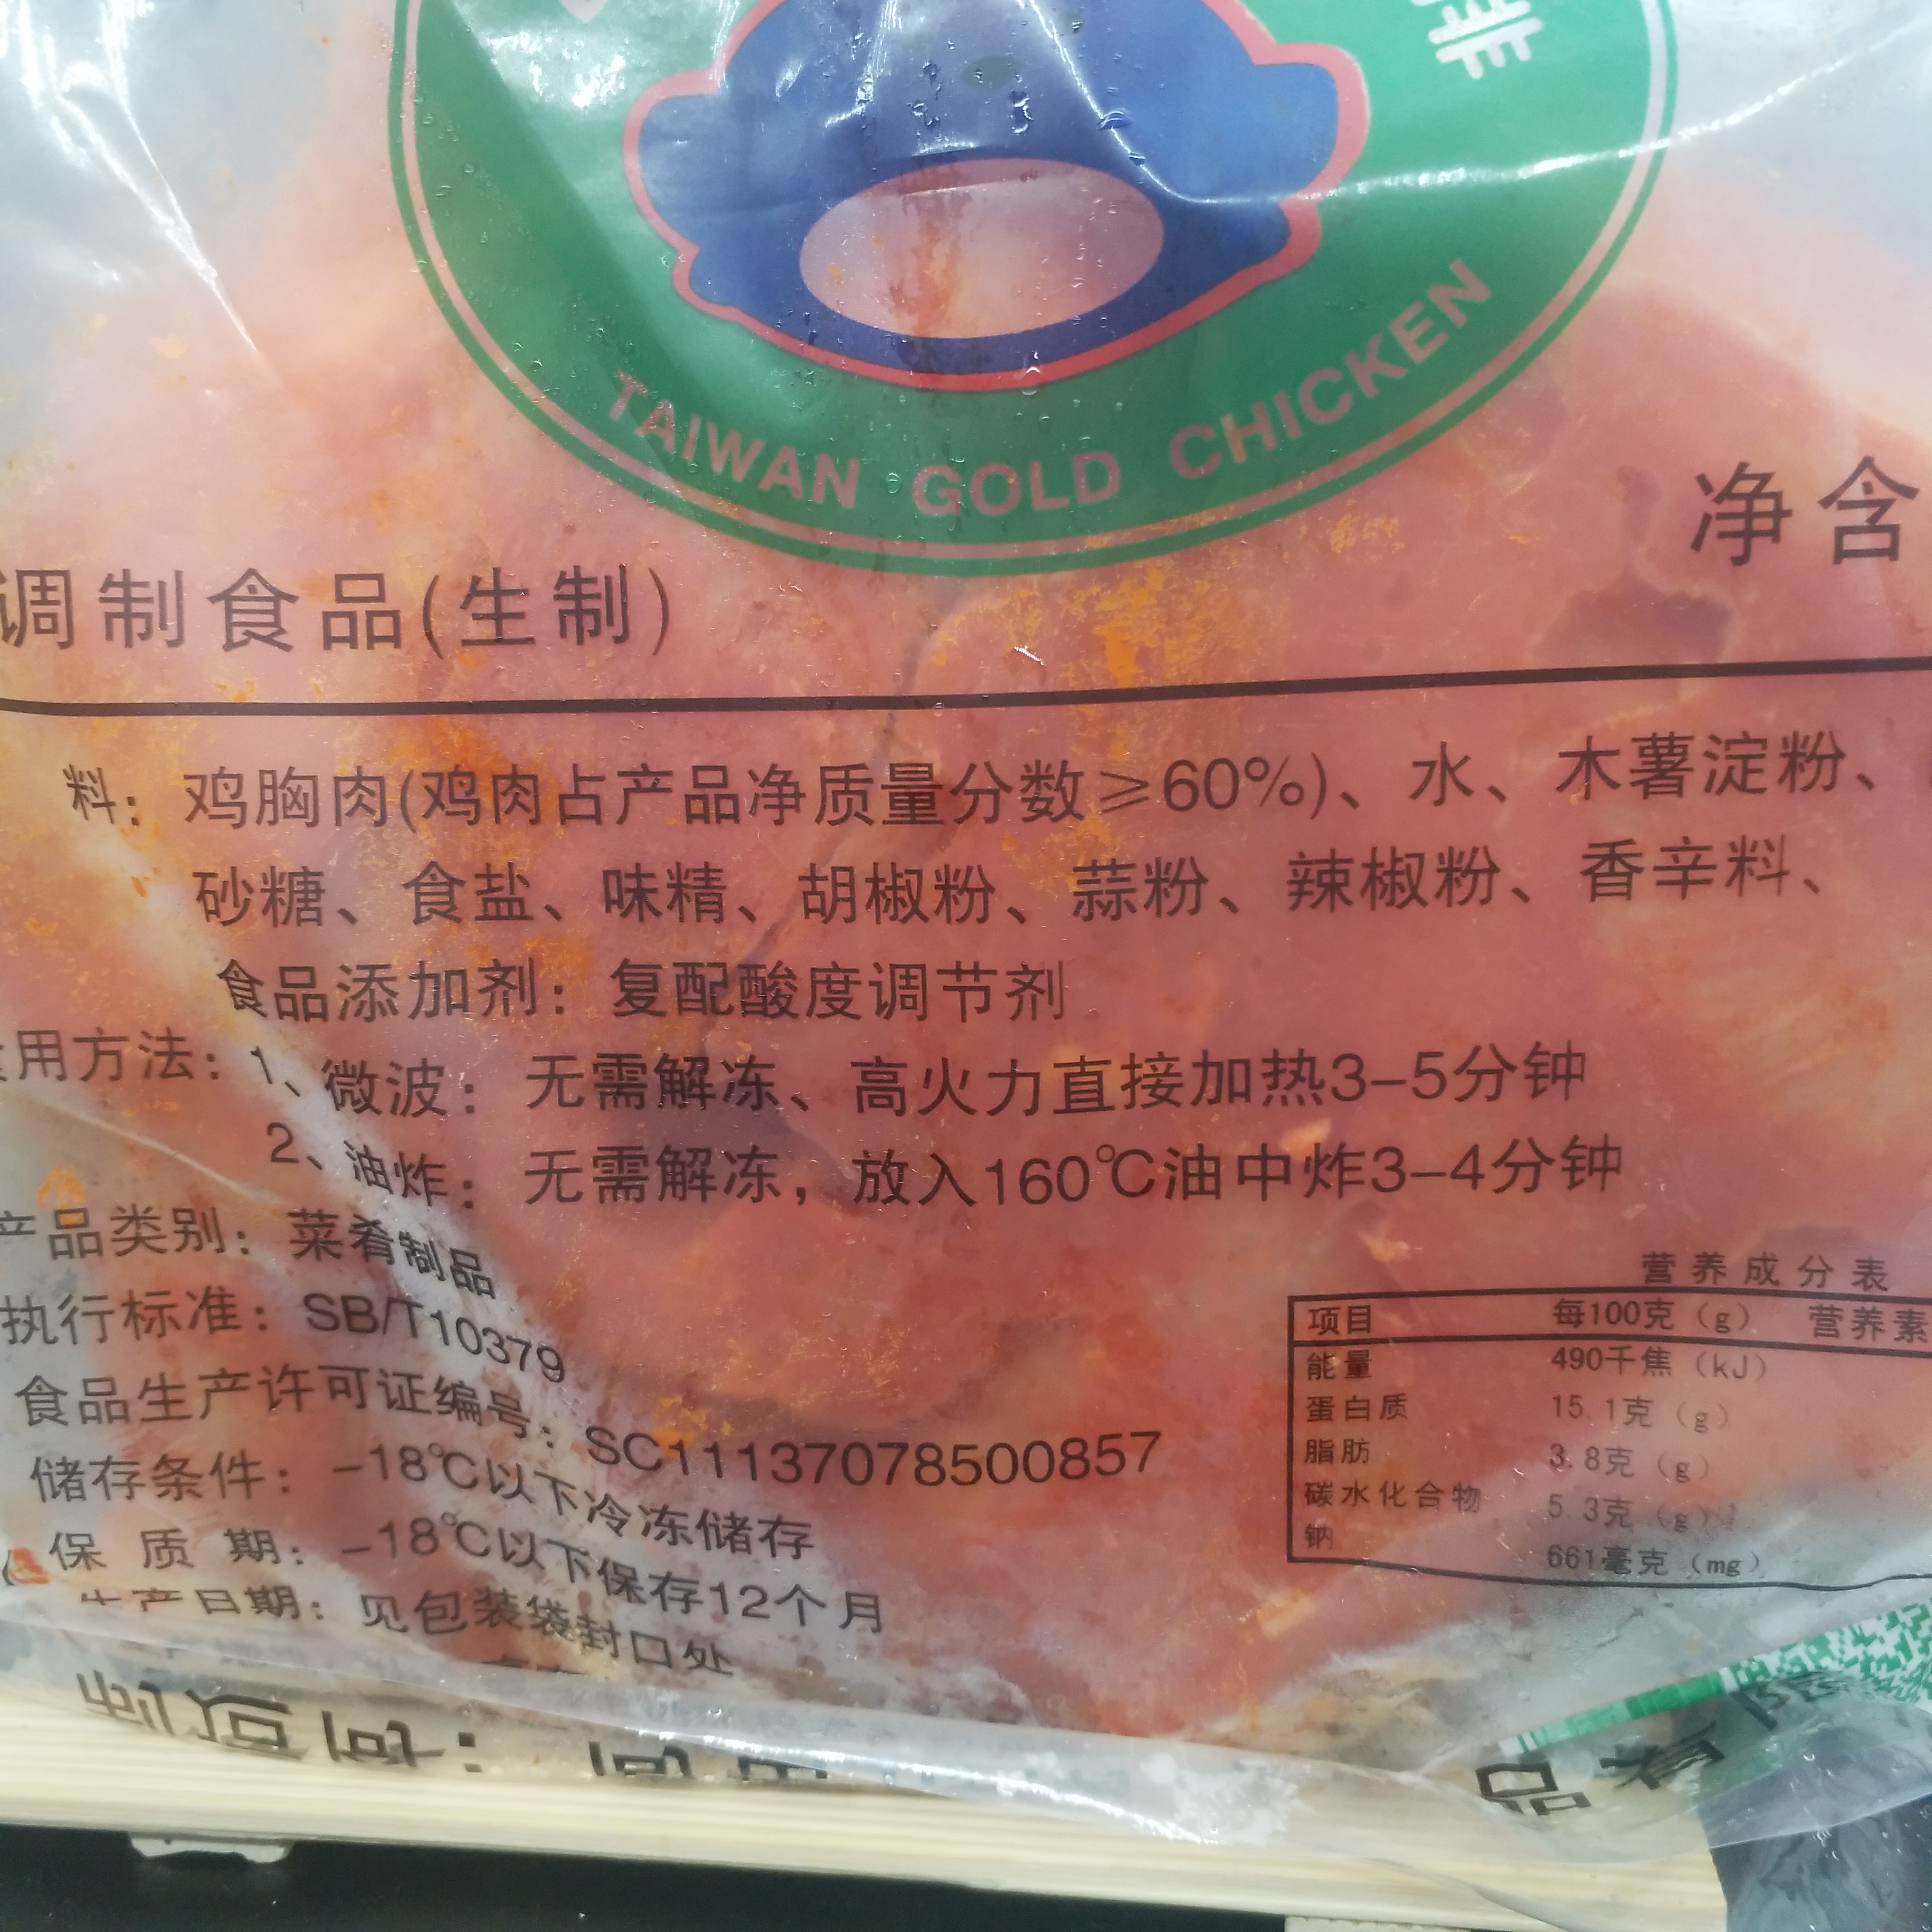 排
TAIWAN GOLD CHICKEN
净含
调制食品(生制)
料：鸡胸肉(鸡肉占产品净质量分数≥60%)、水、木薯淀粉、
砂糖、食盐、味精、胡椒粉、蒜粉、辣椒粉、香辛料、
食品添加剂：复配酸度调节剂
用方法：1、微波：无需解冻、高火力直接加热3-5分钟
2、油炸：无需解冻，放入160℃油中炸3-4分钟
产品类别：菜肴制品
执行标准：SB/T10379
食品生产许可证编号：SC11137078500857
储存条件：-18℃以下冷冻储存
保质期：-18℃以下保存12个月
生产日期：见包装袋封口处
营养成分表
项目 每100克（g） 营养素
能量 490千焦（kJ）
蛋白质 15.1克（g）
脂肪 3.8克（g）
碳水化合物 5.3克（g）
钠 661毫克（mg）